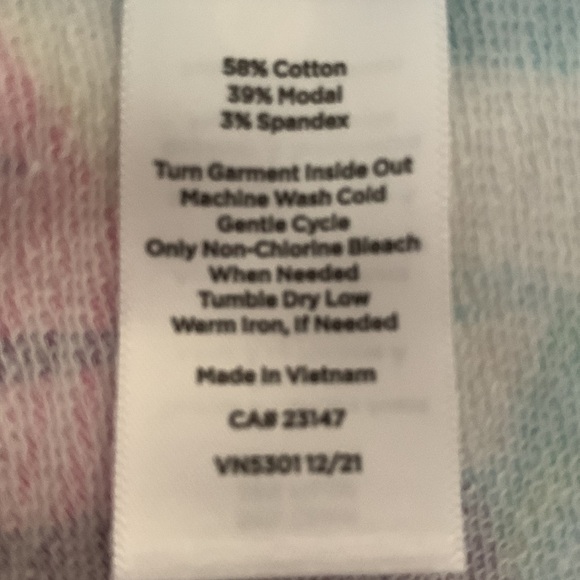 58% Cotton
39% Modal
3% Spandex
Turn Garment Inside Out
Machine Wash Cold
Gentle Cycle
Only Non-Chlorine Bleach
When Needed
Tumble Dry Low
Warm Iron, If Needed
Made In Vietnam
CA# 23147
VN5301 12/21